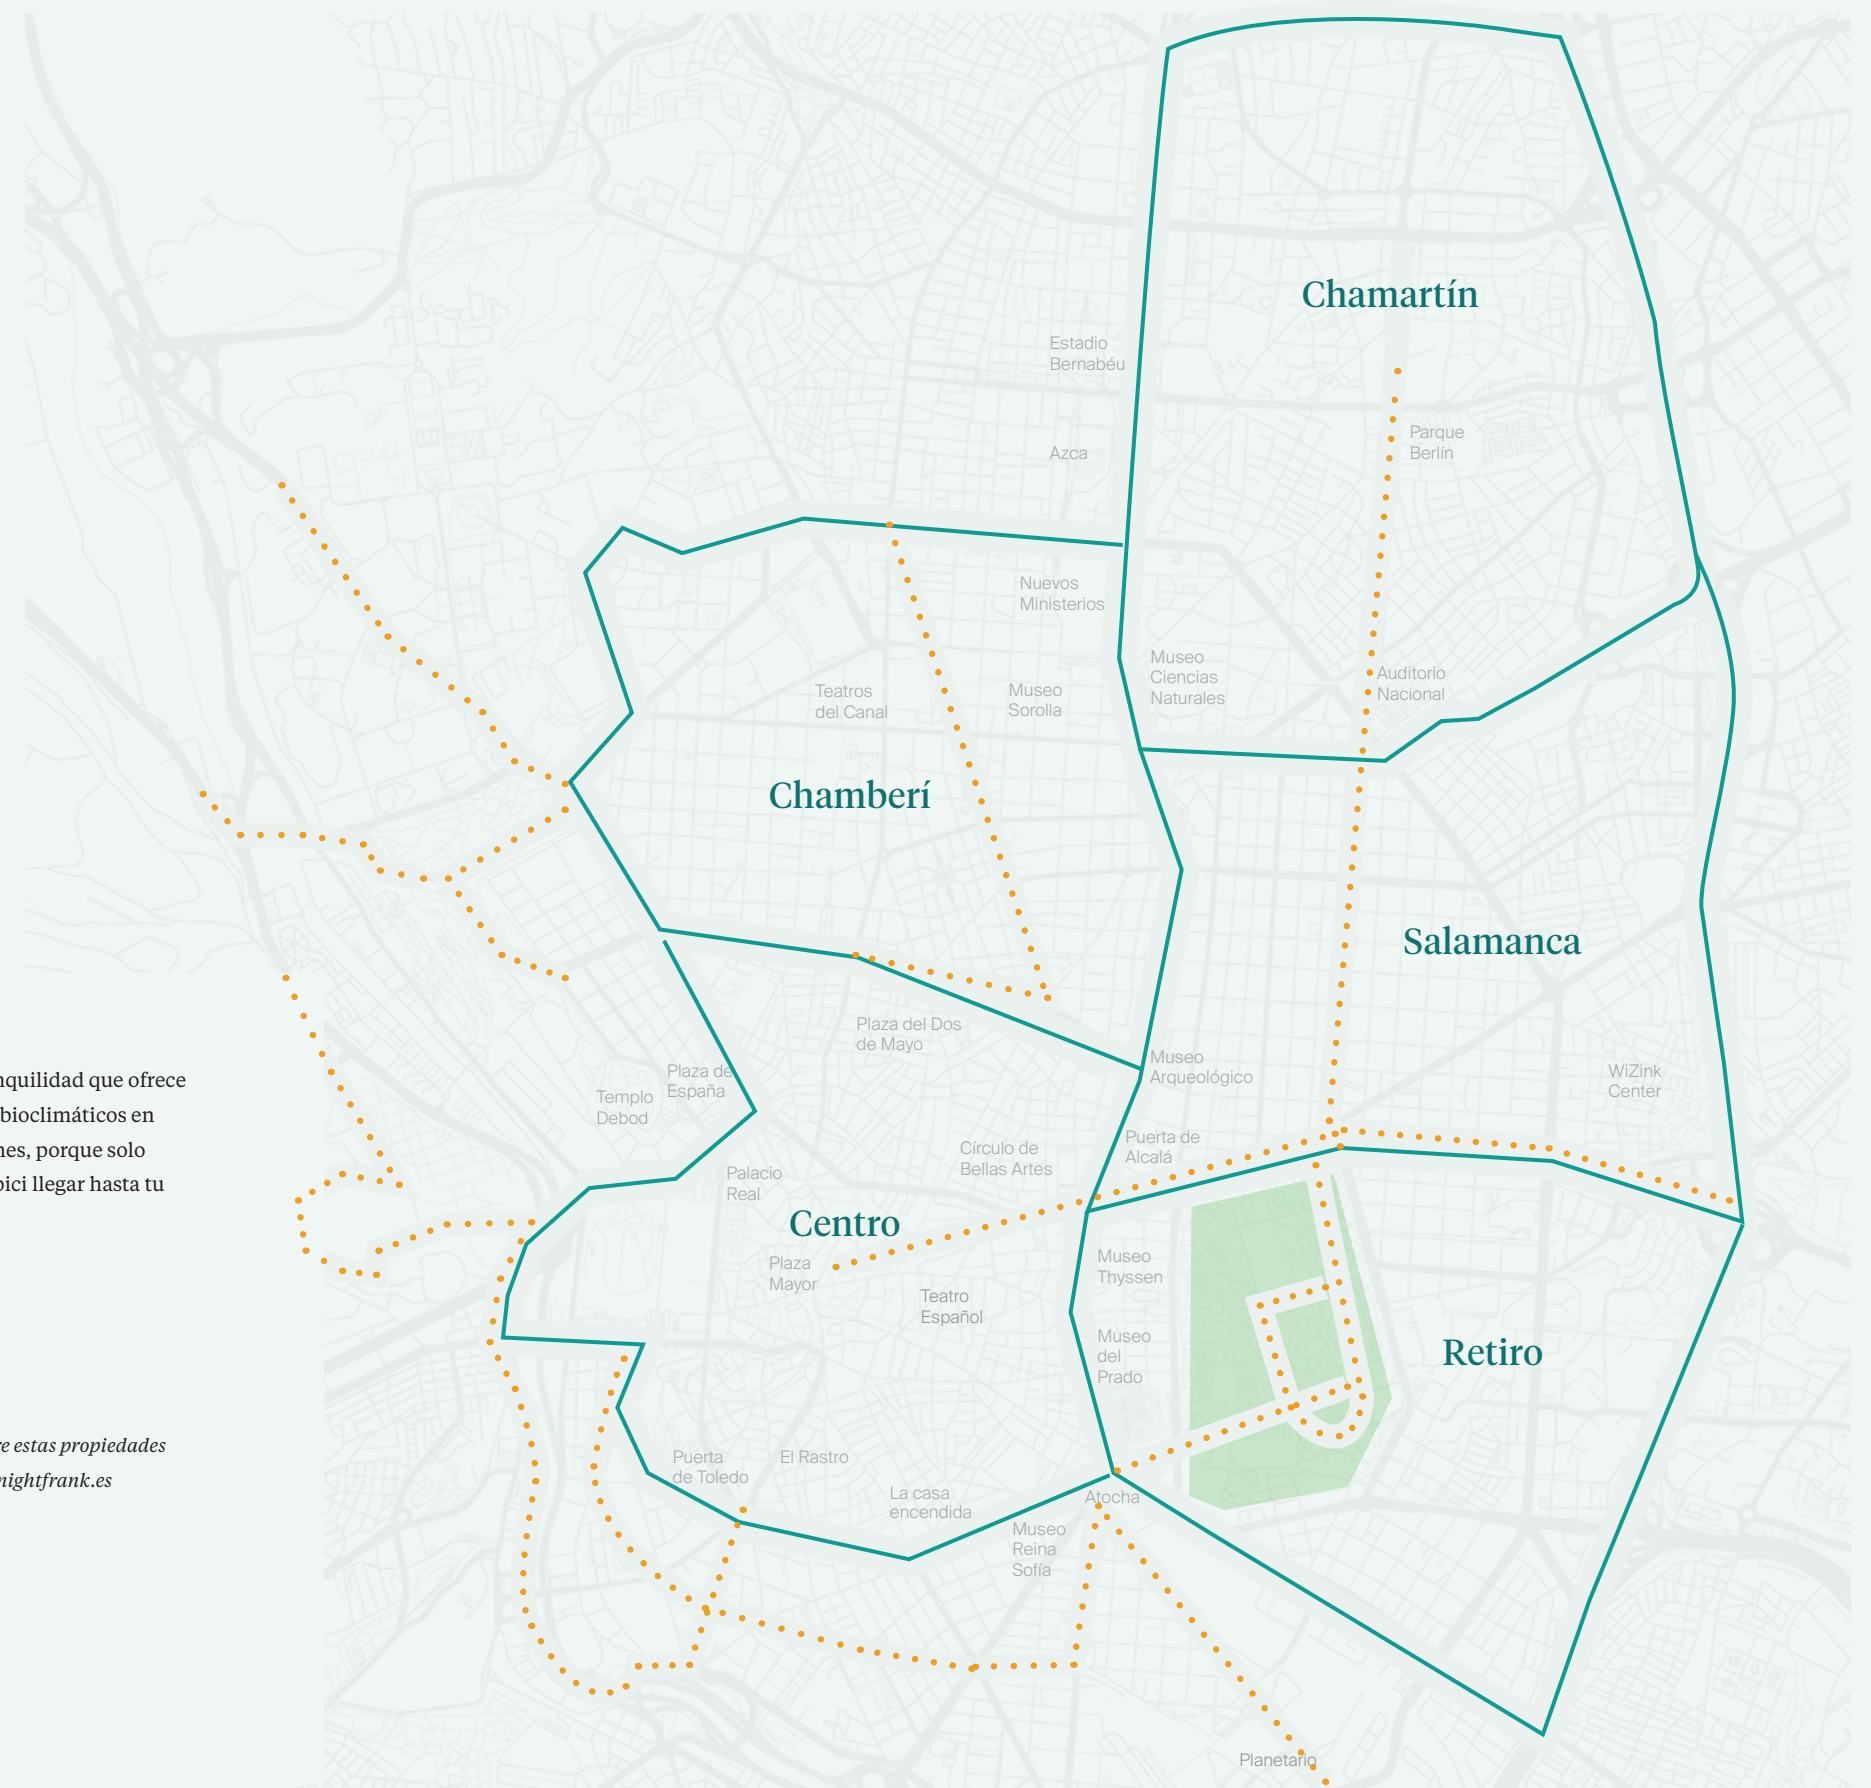 Chamartín
Estadio
Bernabéu
Parque
Berlín
Azca
Nuevos
Ministerios
Museo
Ciencias
Naturales
Auditorio
Nacional
Teatros
del Canal
Museo
Sorolla
Chamberí
Salamanca
Plaza del Dos
de Mayo
Museo
Arqueológico
WiZink
Center
Plaza de
España
Templo
Debod
Puerta de
Alcalá
Círculo de
Bellas Artes
Palacio
Real
Centro
Plaza
Mayor
Museo
Thyssen
Teatro
Español
Museo
del
Prado
Retiro
Puerta
de Toledo
El Rastro
La casa
encendida
Atocha
Museo
Reina
Sofía
Planetario
nquilidad que ofrece
bioclimáticos en
nes, porque solo
bici llegar hasta tu
re estas propiedades
nightfrank.es